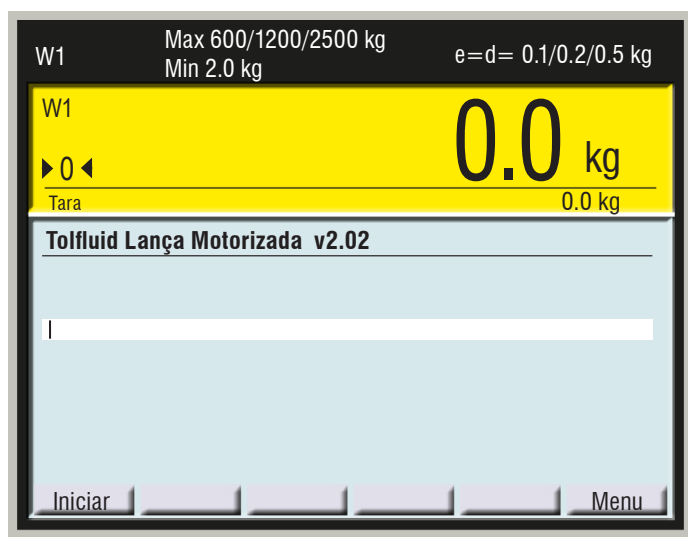 W1 Max 600/1200/2500 kg e=d= 0.1/0.2/0.5 kg
Min 2.0 kg
W1
0.0 kg
0
Tara 0.0 kg
Tolfluid Lança Motorizada v2.02
Iniciar Menu